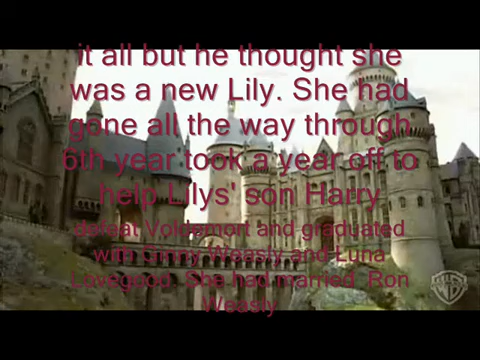 it all but he thought she
was a new Lily. She had
gone all the way through
6th year took a year off to
help Lilys' son Harry
defeat Voldemort and graduated
with Ginny Weasly and Luna
Lovegood. Sha had married Ron
Weasly